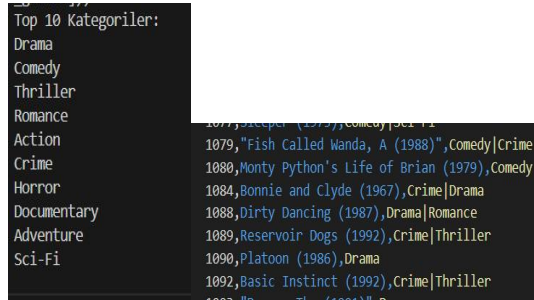 Top 10 Kategoriler:
Drama
Comedy
Thriller
Romance
Action
Crime
Horror
Documentary
Adventure
Sci-Fi
1079,"Fish Called Wanda, A (1988)",Comedy|Crime
1080,Monty Python's Life of Brian (1979),Comedy
1084,Bonnie and Clyde (1967),Crime|Drama
1088,Dirty Dancing (1987),Drama|Romance
1089,Reservoir Dogs (1992),Crime|Thriller
1090,Platoon (1986),Drama
1092,Basic Instinct (1992),Crime|Thriller